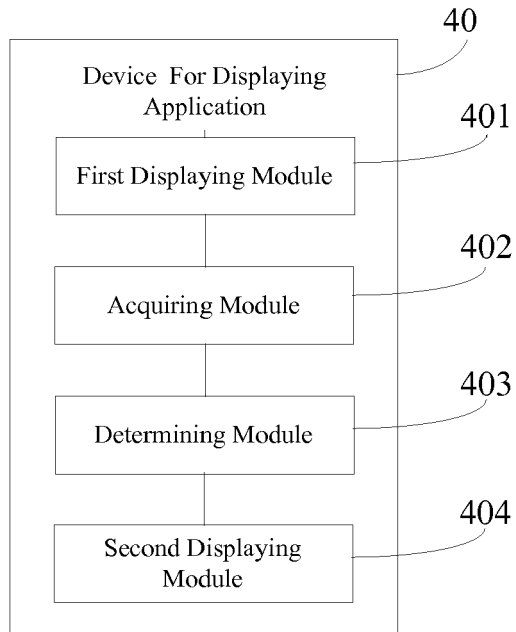 40
Device For Displaying
Application
401
First Displaying Module
402
Acquiring Module
403
Determining Module
404
Second Displaying
Module